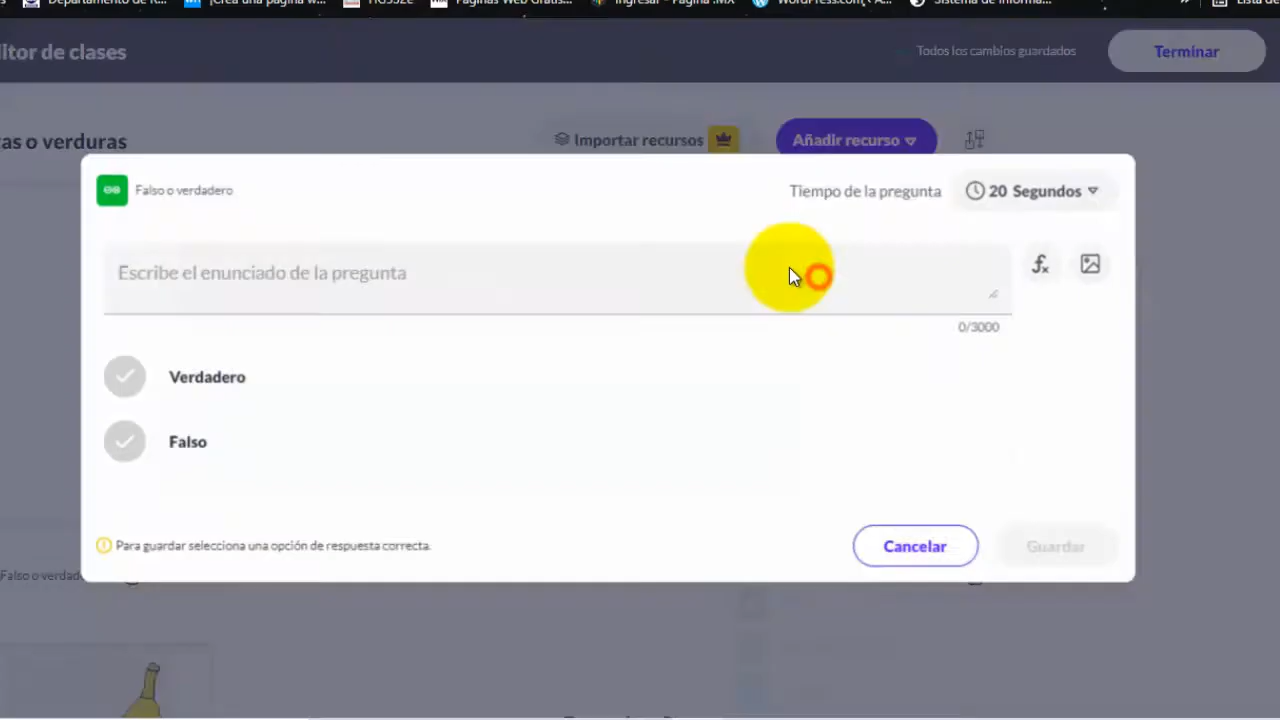 Departamento de R...
¡Crea una página w...
Páginas Web Gratis...
Ingresar - Página .MX
WordPress.com, A...
Sistema de Informa...
itor de clases
Todos los cambios guardados
Terminar
as o verduras
Importar recursos
Añadir recurso
Falso o verdadero
Tiempo de la pregunta
20 Segundos
Escribe el enunciado de la pregunta
fx
0/3000
Verdadero
Falso
Para guardar selecciona una opción de respuesta correcta.
Cancelar
Guardar
Falso o verdad